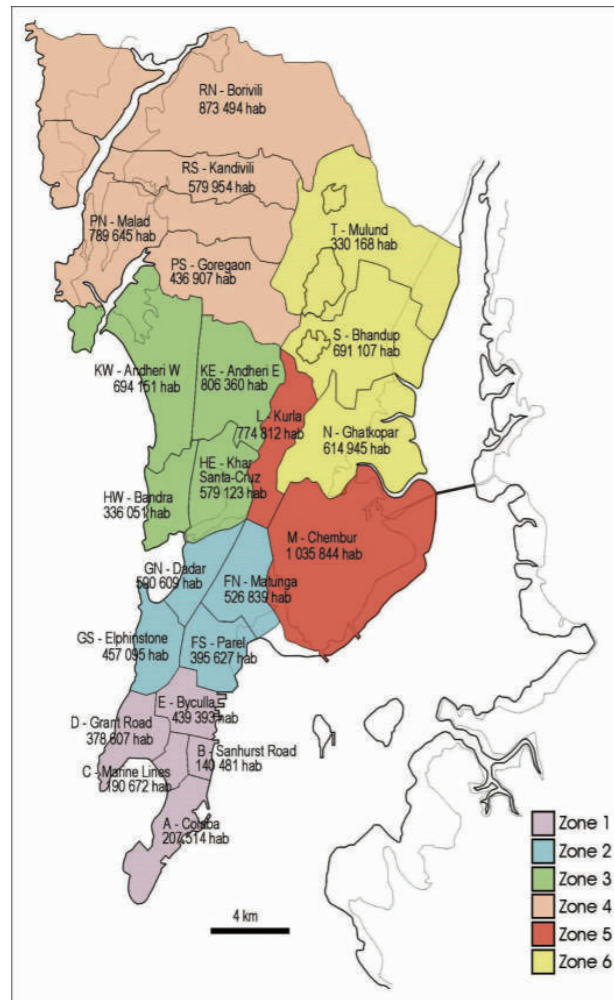 RN - Borivili
873 494 hab
RS - Kandivili
579 954 hab
PN - Malad
789 645 hab
T - Mulund
330 168 hab
PS - Goregaon
436 907 hab
S - Bhandup
691 107 hab
KW - Andheri W
694 151 hab
KE - Andheri E
806 360 hab
L - Kurla
774 812 hab
N - Ghatkopar
614 945 hab
HE - Khar
Santa-Cruz
579 123 hab
HW - Bandra
336 051 hab
M - Chembur
1 035 844 hab
GN - Dadar
590 609 hab
FN - Matunga
526 839 hab
GS - Elphinstone
457 095 hab
FS - Parel
395 627 hab
E - Byculla
439 393 hab
D - Grant Road
378 607 hab
B - Sanhurst Road
140 481 hab
C - Marine Lines
190 672 hab
A - Colaba
207 514 hab
4 km
Zone 1
Zone 2
Zone 3
Zone 4
Zone 5
Zone 6